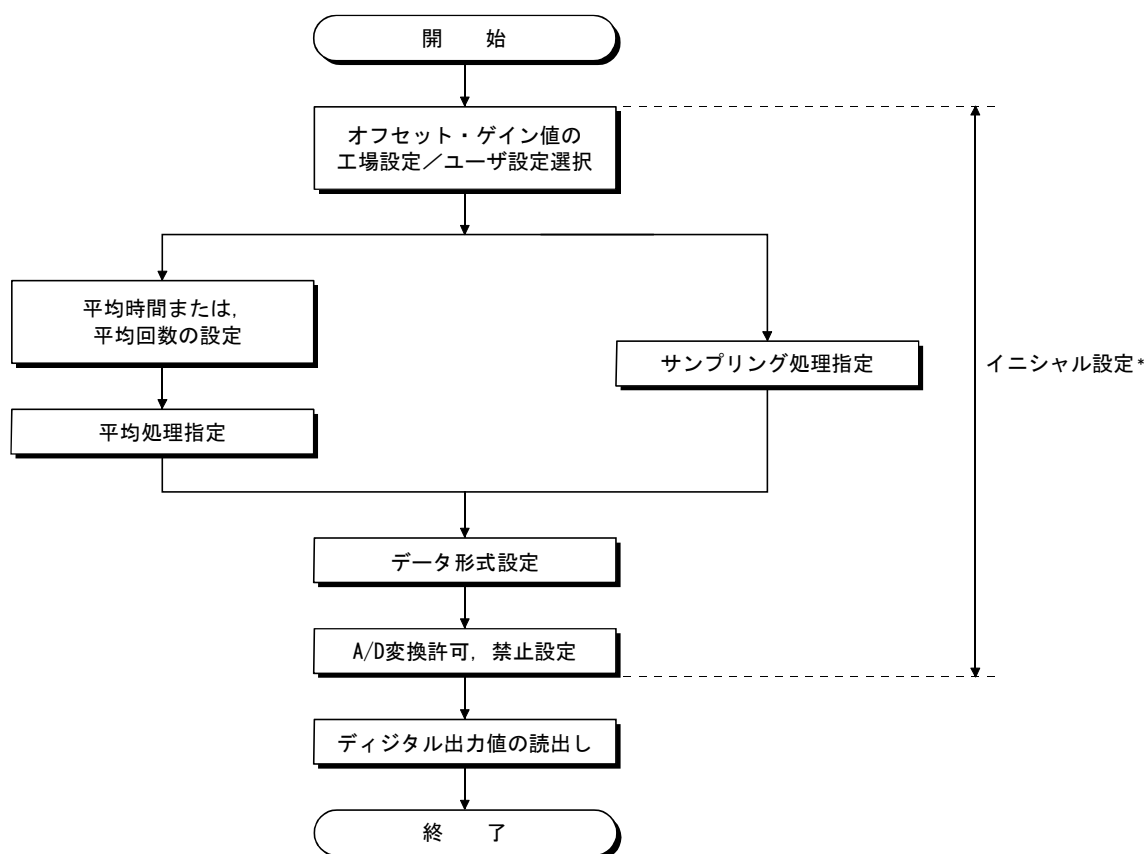 開　　始
オフセット・ゲイン値の
工場設定／ユーザ設定選択
平均時間または,
平均回数の設定
サンプリング処理指定
イニシャル設定*
平均処理指定
データ形式設定
A/D変換許可, 禁止設定
ディジタル出力値の読出し
終　　了